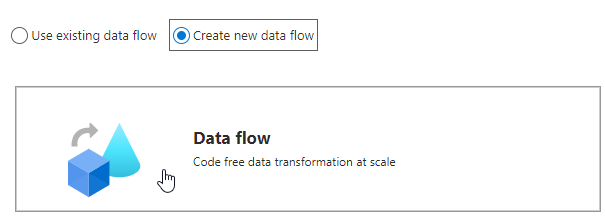 Use existing data flow Create new data flow
Data flow
Code free data transformation at scale